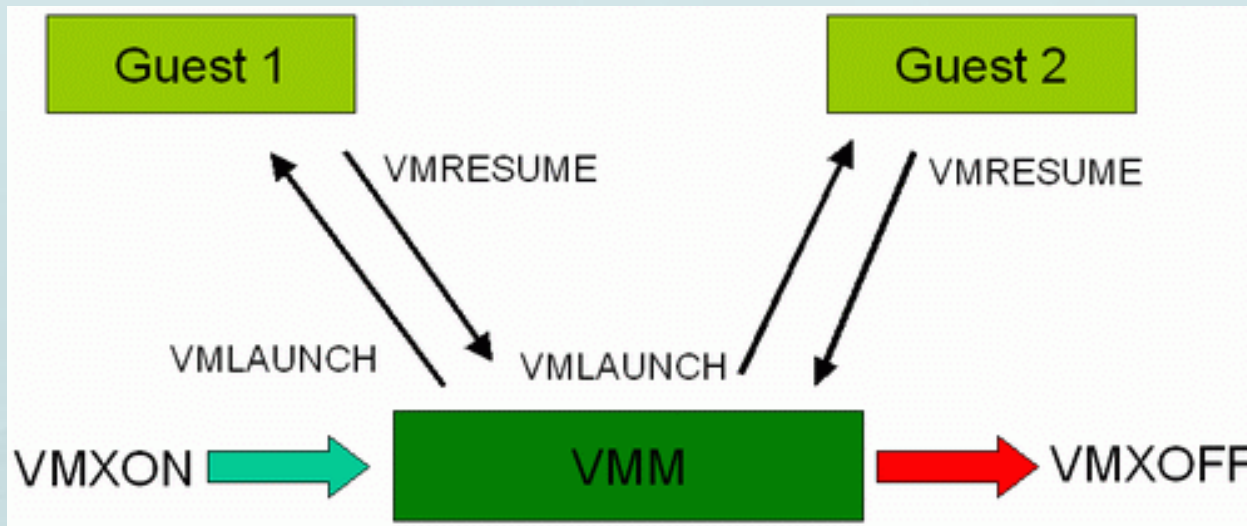 Guest 1
Guest 2
VMRESUME
VMRESUME
VMLAUNCH
VMLAUNCH
VMXON
VMM
VMXOFF